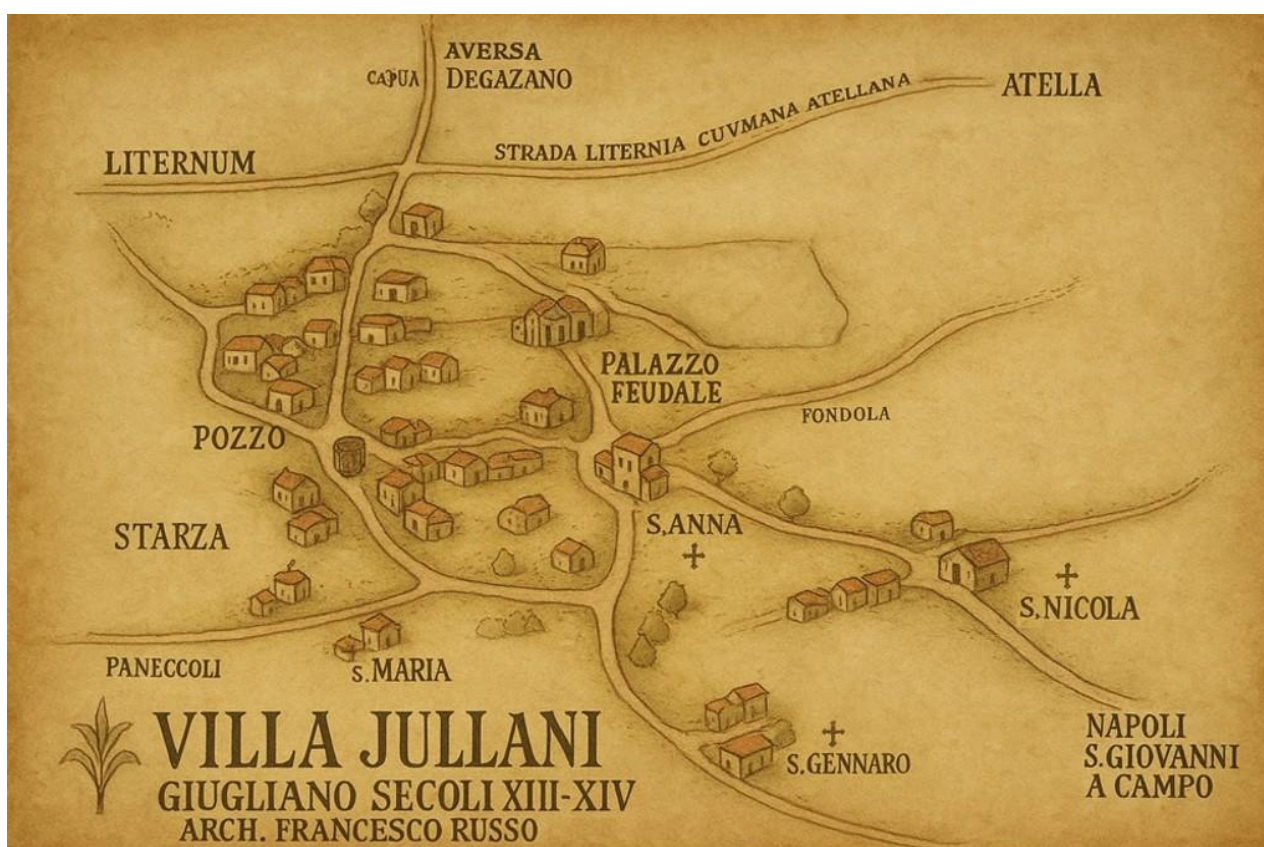 AVERSA
CAPUA DEGAZANO
ATELLA
STRADA LITERNIA CUVMANA ATELLANA
LITERNUM
PALAZZO
FEUDALE
FONDOLA
POZZO
STARZA
S.ANNA
S.NICOLA
PANECCOLI
S.MARIA
VILLA JULLANI
GIUGLIANO SECOLI XIII-XIV
ARCH. FRANCESCO RUSSO
S.GENNARO
NAPOLI
S.GIOVANNI
A CAMPO